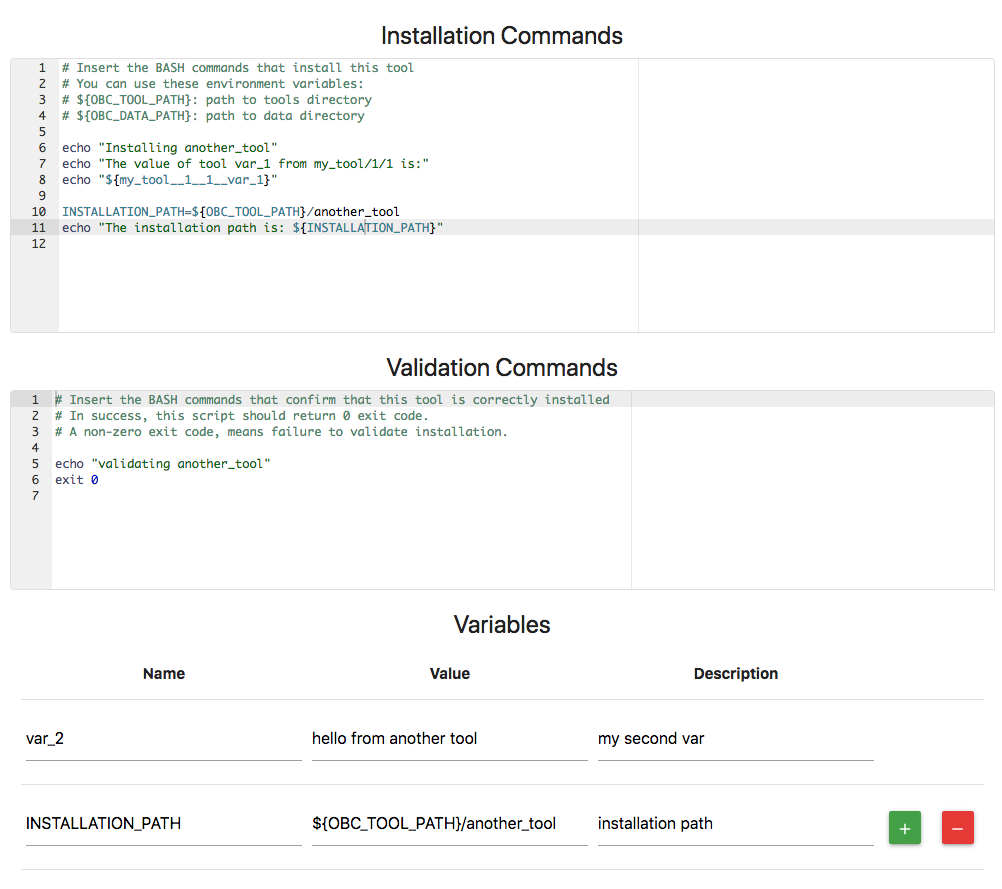 Installation Commands
1 # Insert the BASH commands that install this tool
2 # You can use these environment variables:
3 # ${OBC_TOOL_PATH}: path to tools directory
4 # ${OBC_DATA_PATH}: path to data directory
5
6 echo "Installing another_tool"
7 echo "The value of tool var_1 from my_tool/1/1 is:"
8 echo "${my_tool__1__1__var_1}"
9
10 INSTALLATION_PATH=${OBC_TOOL_PATH}/another_tool
11 echo "The installation path is: ${INSTALLATION_PATH}"
12
Validation Commands
1 # Insert the BASH commands that confirm that this tool is correctly installed
2 # In success, this script should return 0 exit code.
3 # A non-zero exit code, means failure to validate installation.
4
5 echo "validating another_tool"
6 exit 0
7
Variables
Name Value Description
var_2 hello from another tool my second var
INSTALLATION_PATH ${OBC_TOOL_PATH}/another_tool installation path + −